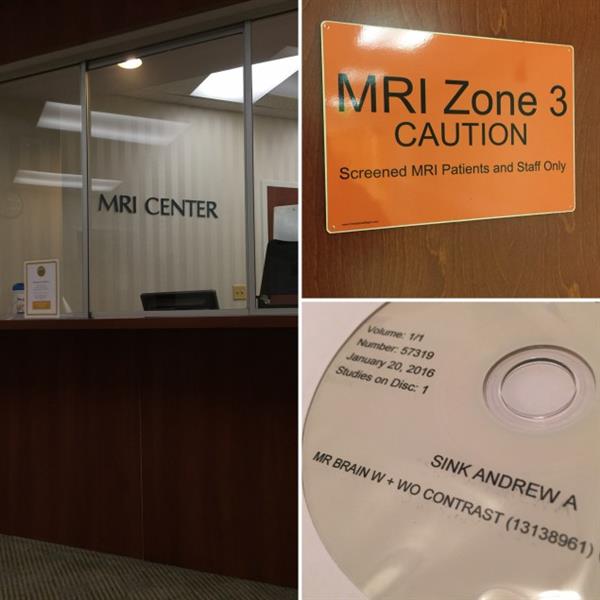 MRI CENTER
MRI Zone 3
CAUTION
Screened MRI Patients and Staff Only
Volume: 1/1
Number: 57319
January 20, 2016
Studies on Disc: 1
SINK ANDREW A
MR BRAIN W + WO CONTRAST (13138961)